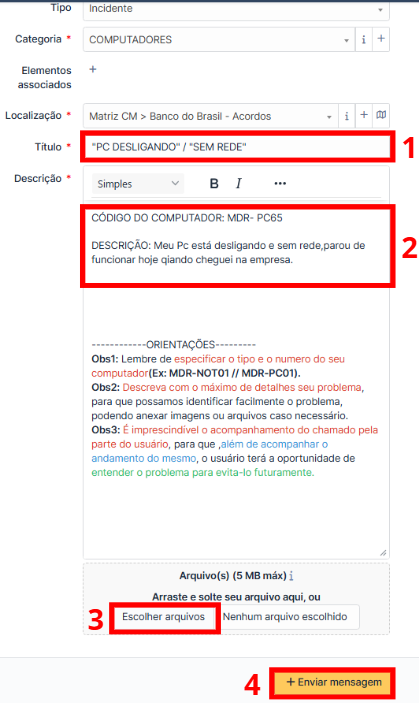 Tipo Incidente
Categoria * COMPUTADORES
Elementos
associados
Localização * Matriz CM > Banco do Brasil - Acordos
Título * "PC DESLIGANDO" / "SEM REDE" 1
Descrição * Simples B I •••
CÓDIGO DO COMPUTADOR: MDR- PC65
2
DESCRIÇÃO: Meu Pc está desligando e sem rede,parou de
funcionar hoje qiando cheguei na empresa.
------------ORIENTAÇÕES---------
Obs1: Lembre de especificar o tipo e o numero do seu
computador(Ex: MDR-NOT01 // MDR-PC01).
Obs2: Descreva com o máximo de detalhes seu problema,
para que possamos identificar facilmente o problema,
podendo anexar imagens ou arquivos caso necessário.
Obs3: É imprescindível o acompanhamento do chamado pela
parte do usuário, para que ,além de acompanhar o
andamento do mesmo, o usuário terá a oportunidade de
entender o problema para evita-lo futuramente.
Arquivo(s) (5 MB máx) i
Arraste e solte seu arquivo aqui, ou
3 Escolher arquivos Nenhum arquivo escolhido
4 + Enviar mensagem